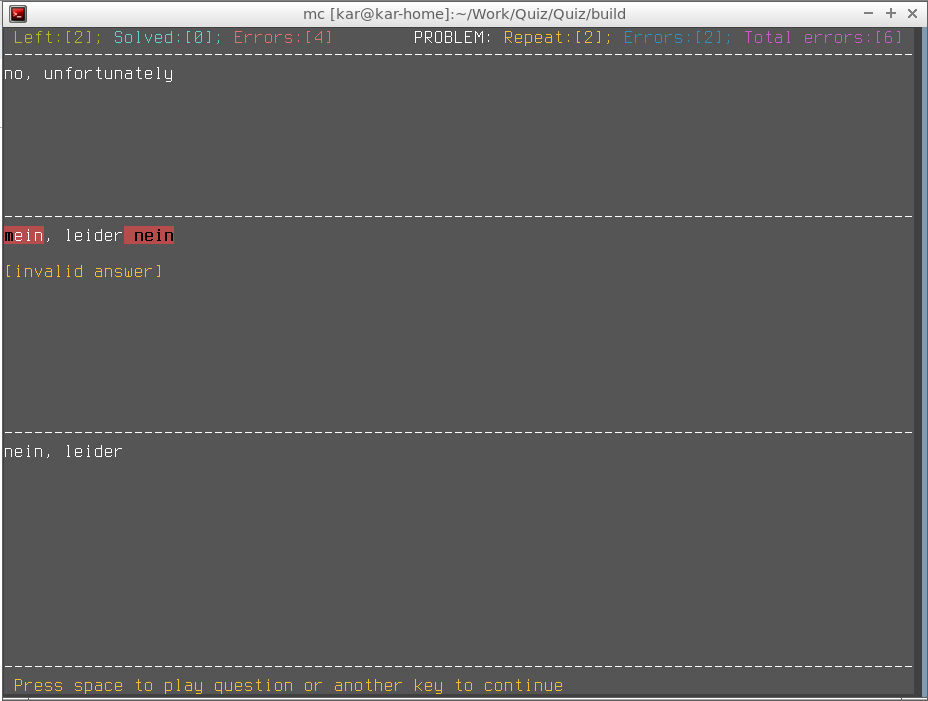 mc [kar@kar-home]:~/Work/Quiz/Quiz/build
Left:[2]; Solved:[0]; Errors:[4] PROBLEM: Repeat:[2]; Errors:[2]; Total errors:[6]
no, unfortunately
mein, leider nein
[invalid answer]
nein, leider
Press space to play question or another key to continue